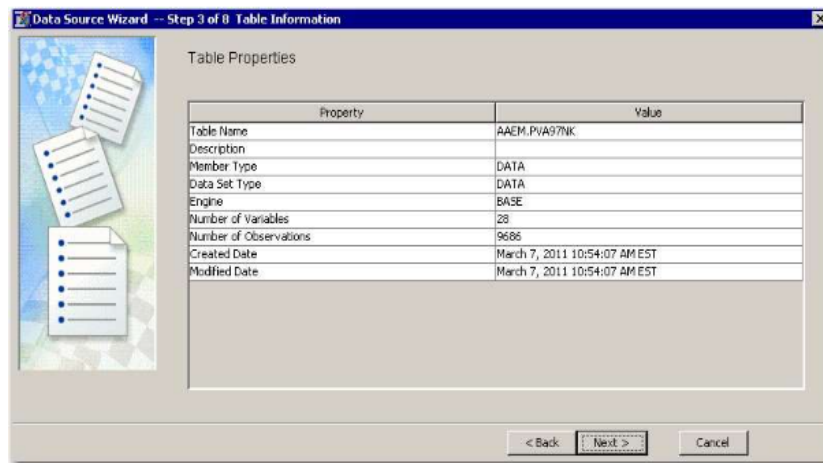 Data Source Wizard -- Step 3 of 8 Table Information
Table Properties
Property Value
Table Name AAEM.PVA97NK
Description
Member Type DATA
Data Set Type DATA
Engine BASE
Number of Variables 28
Number of Observations 9686
Created Date March 7, 2011 10:54:07 AM EST
Modified Date March 7, 2011 10:54:07 AM EST
< Back Next > Cancel